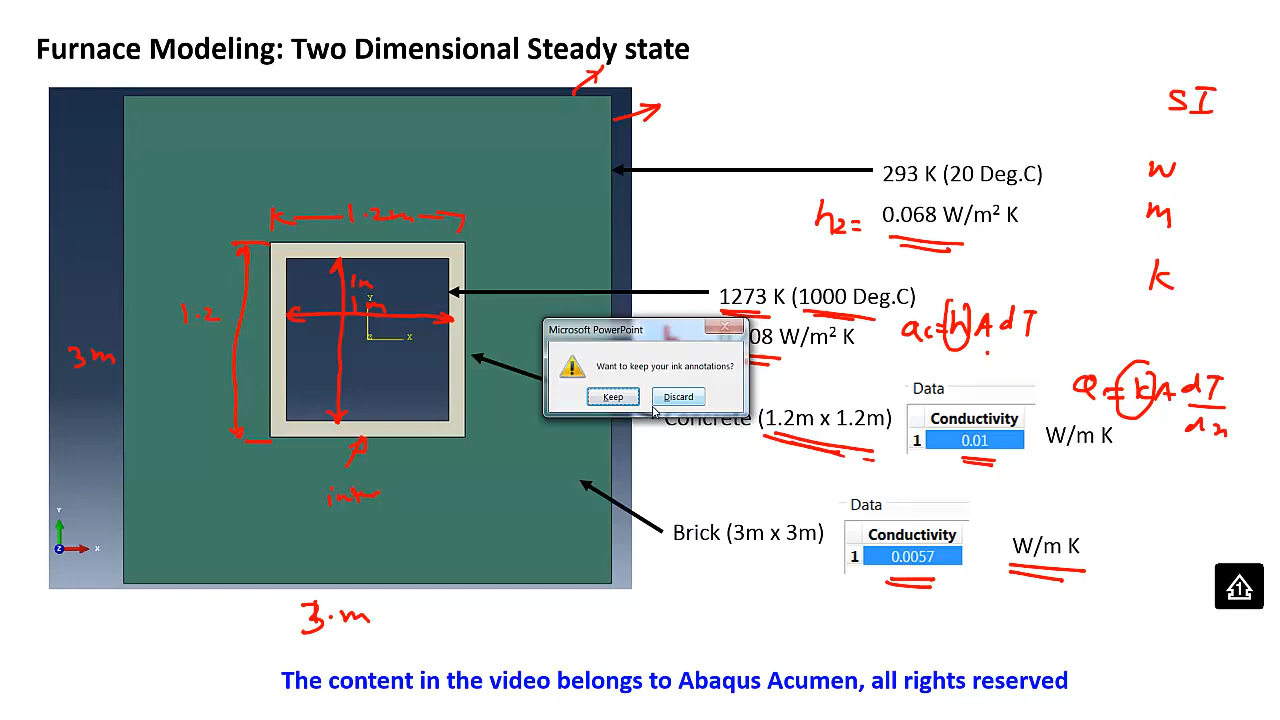 Furnace Modeling: Two Dimensional Steady state
SI
293 K (20 Deg.C)
W
h2= 0.068 W/m² K
m
K
1.2m
1m
1m
Y
X
Z
1.2
3m
1273 K (1000 Deg.C)
08 W/m² K
qc=hAdT
Microsoft PowerPoint
Want to keep your ink annotations?
Keep
Discard
Concrete (1.2m x 1.2m)
Data
Conductivity
1 0.01
W/m K
Q=kA dT
dx
Brick (3m x 3m)
Data
Conductivity
1 0.0057
W/m K
Y
Z X
3.m
1
The content in the video belongs to Abaqus Acumen, all rights reserved